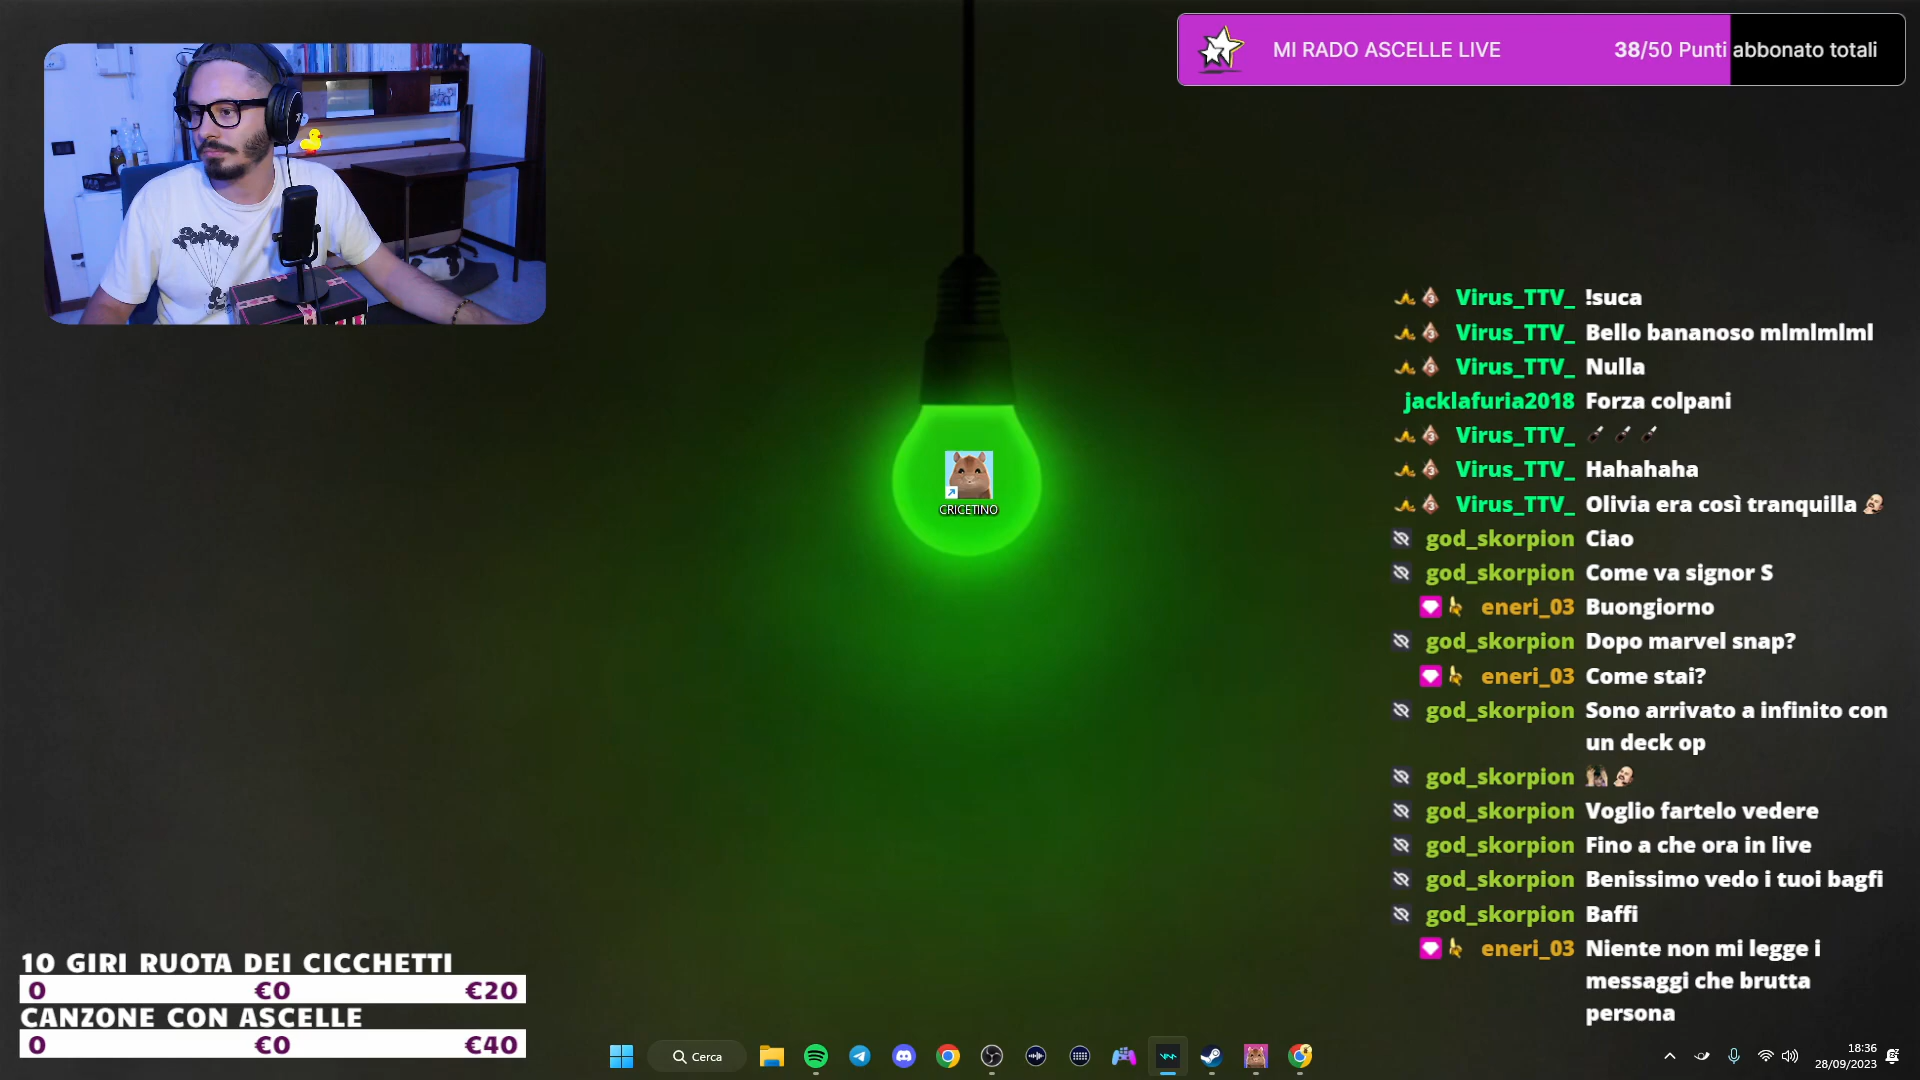 MI RADO ASCELLE LIVE
38/50 Punti abbonato totali
Virus_TTV_ !suca
Virus_TTV_ Bello bananoso mlmlmlml
Virus_TTV_ Nulla
jacklafuria2018 Forza colpani
Virus_TTV_
Virus_TTV_ Hahahaha
Virus_TTV_ Olivia era così tranquilla
god_skorpion Ciao
god_skorpion Come va signor S
eneri_03 Buongiorno
god_skorpion Dopo marvel snap?
eneri_03 Come stai?
god_skorpion Sono arrivato a infinito con
un deck op
god_skorpion
god_skorpion Voglio fartelo vedere
god_skorpion Fino a che ora in live
god_skorpion Benissimo vedo i tuoi bagfi
god_skorpion Baffi
eneri_03 Niente non mi legge i
messaggi che brutta
persona
CRICETINO
10 GIRI RUOTA DEI CICCHETTI
0 €0 €20
CANZONE CON ASCELLE
0 €0 €40
Cerca
18:36
28/09/2023